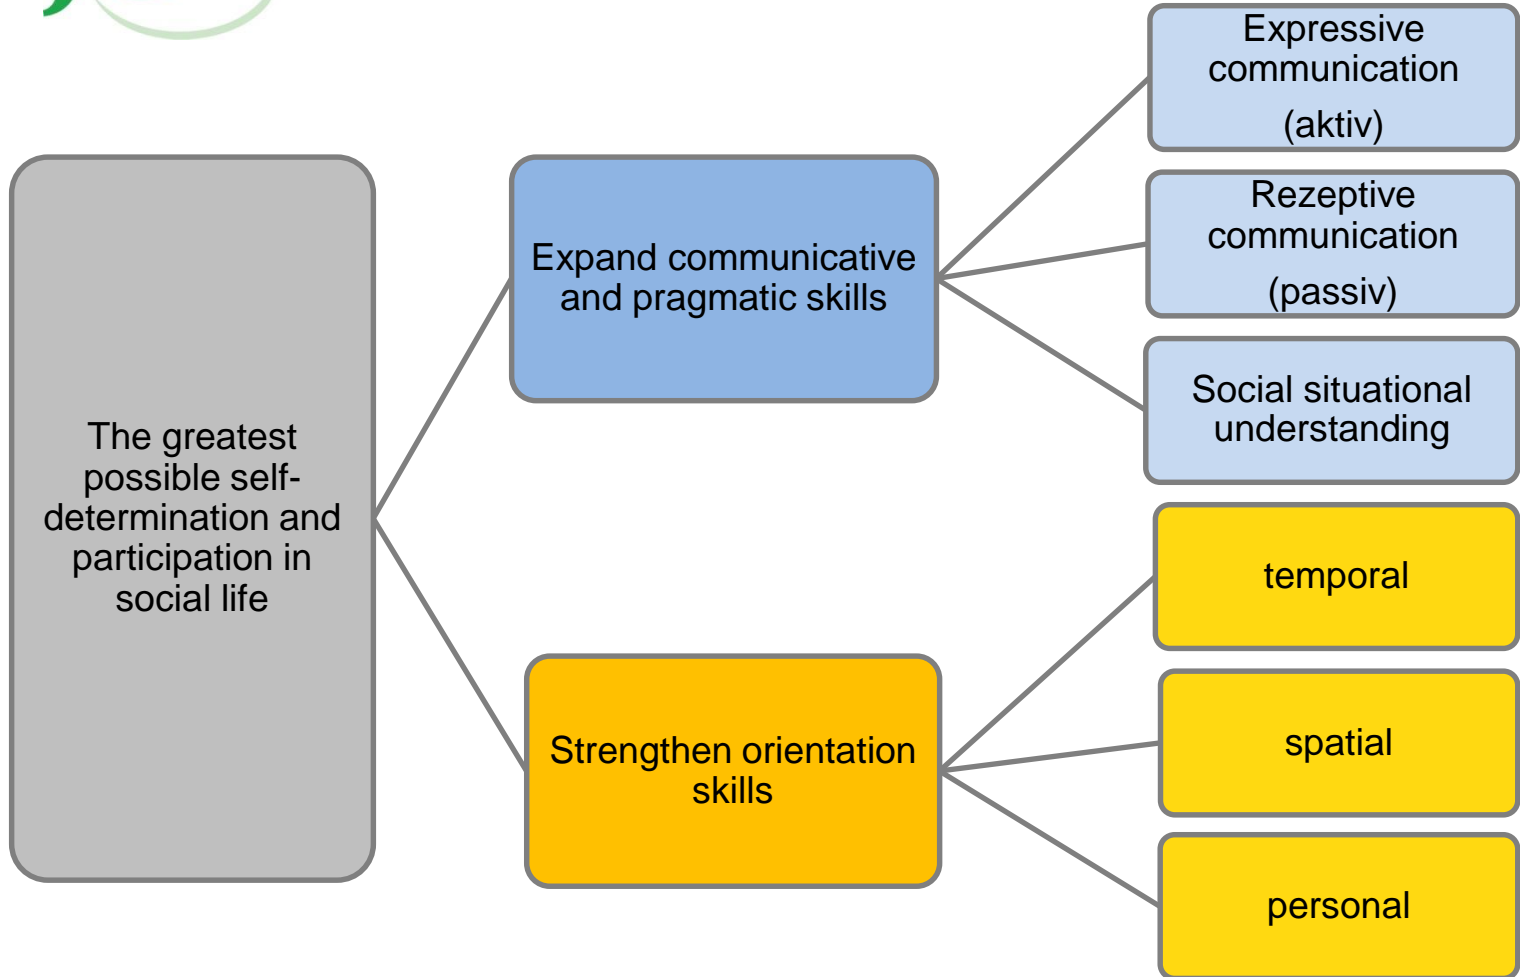 The greatest
possible self-
determination and
participation in
social life
Expand communicative
and pragmatic skills
Expressive
communication
(aktiv)
Rezeptive
communication
(passiv)
Social situational
understanding
Strengthen orientation
skills
temporal
spatial
personal